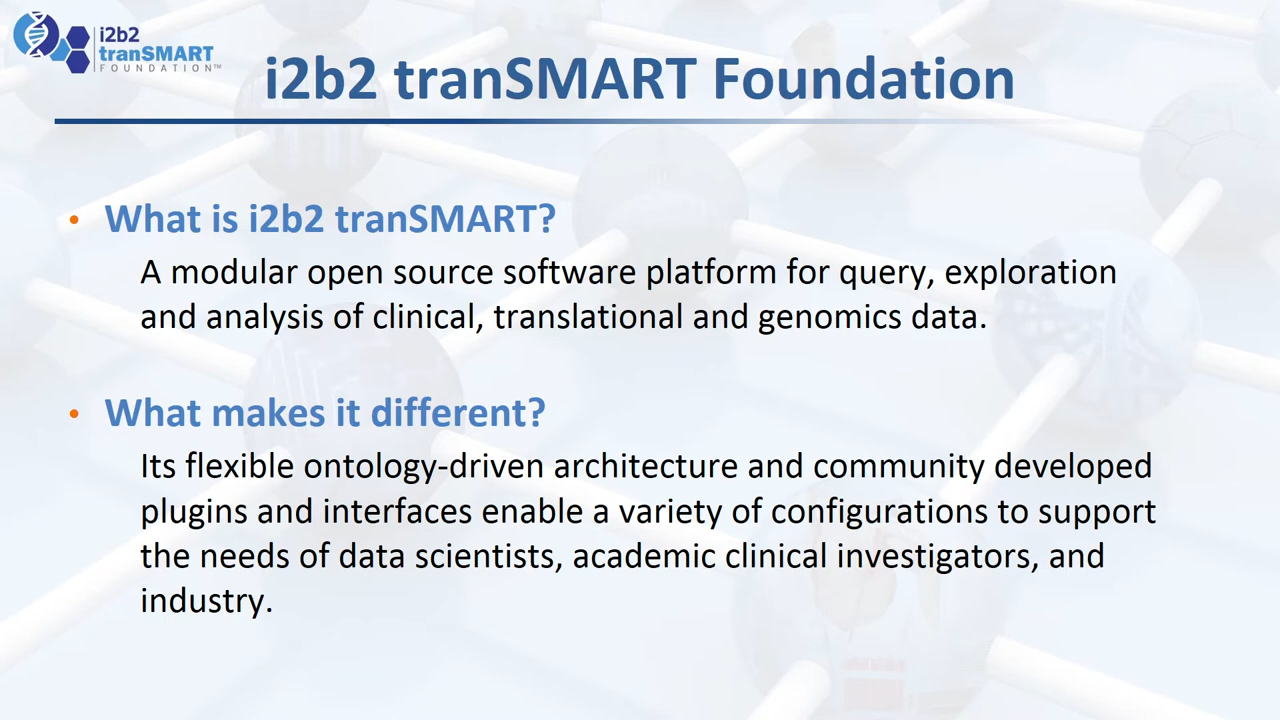 i2b2
tranSMART
FOUNDATION™
i2b2 tranSMART Foundation
• What is i2b2 tranSMART?
A modular open source software platform for query, exploration
and analysis of clinical, translational and genomics data.
• What makes it different?
Its flexible ontology-driven architecture and community developed
plugins and interfaces enable a variety of configurations to support
the needs of data scientists, academic clinical investigators, and
industry.